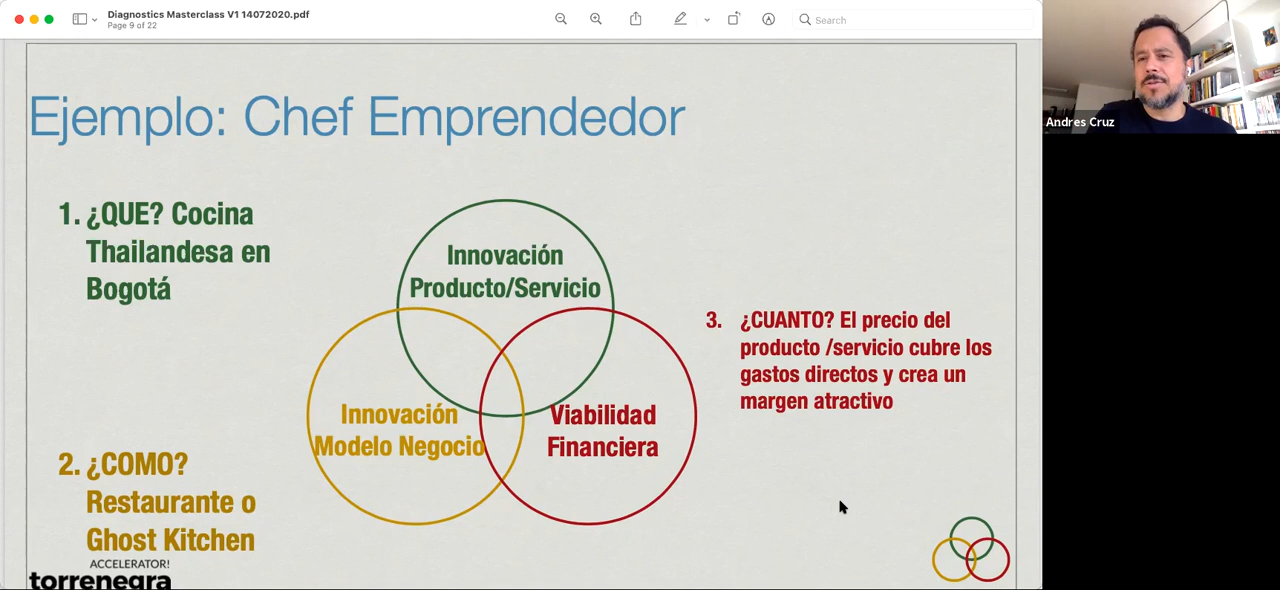 Diagnostics Masterclass V1 14072020.pdf
Page 9 of 22
Search
Andres Cruz
Ejemplo: Chef Emprendedor
1. ¿QUE? Cocina
Thailandesa en
Bogotá
Innovación
Producto/Servicio
3. ¿CUANTO? El precio del
producto /servicio cubre los
gastos directos y crea un
margen atractivo
Innovación
Modelo Negocio
Viabilidad
Financiera
2. ¿COMO?
Restaurante o
Ghost Kitchen
ACCELERATOR!
torrenegra